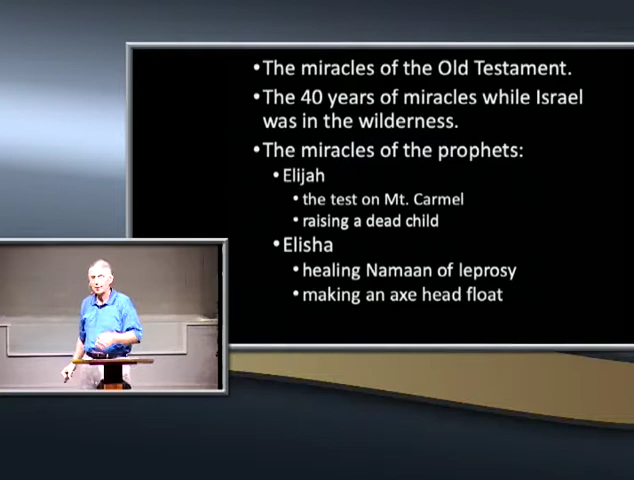 •The miracles of the Old Testament.
•The 40 years of miracles while Israel
was in the wilderness.
•The miracles of the prophets:
•Elijah
•the test on Mt. Carmel
•raising a dead child
•Elisha
•healing Namaan of leprosy
•making an axe head float